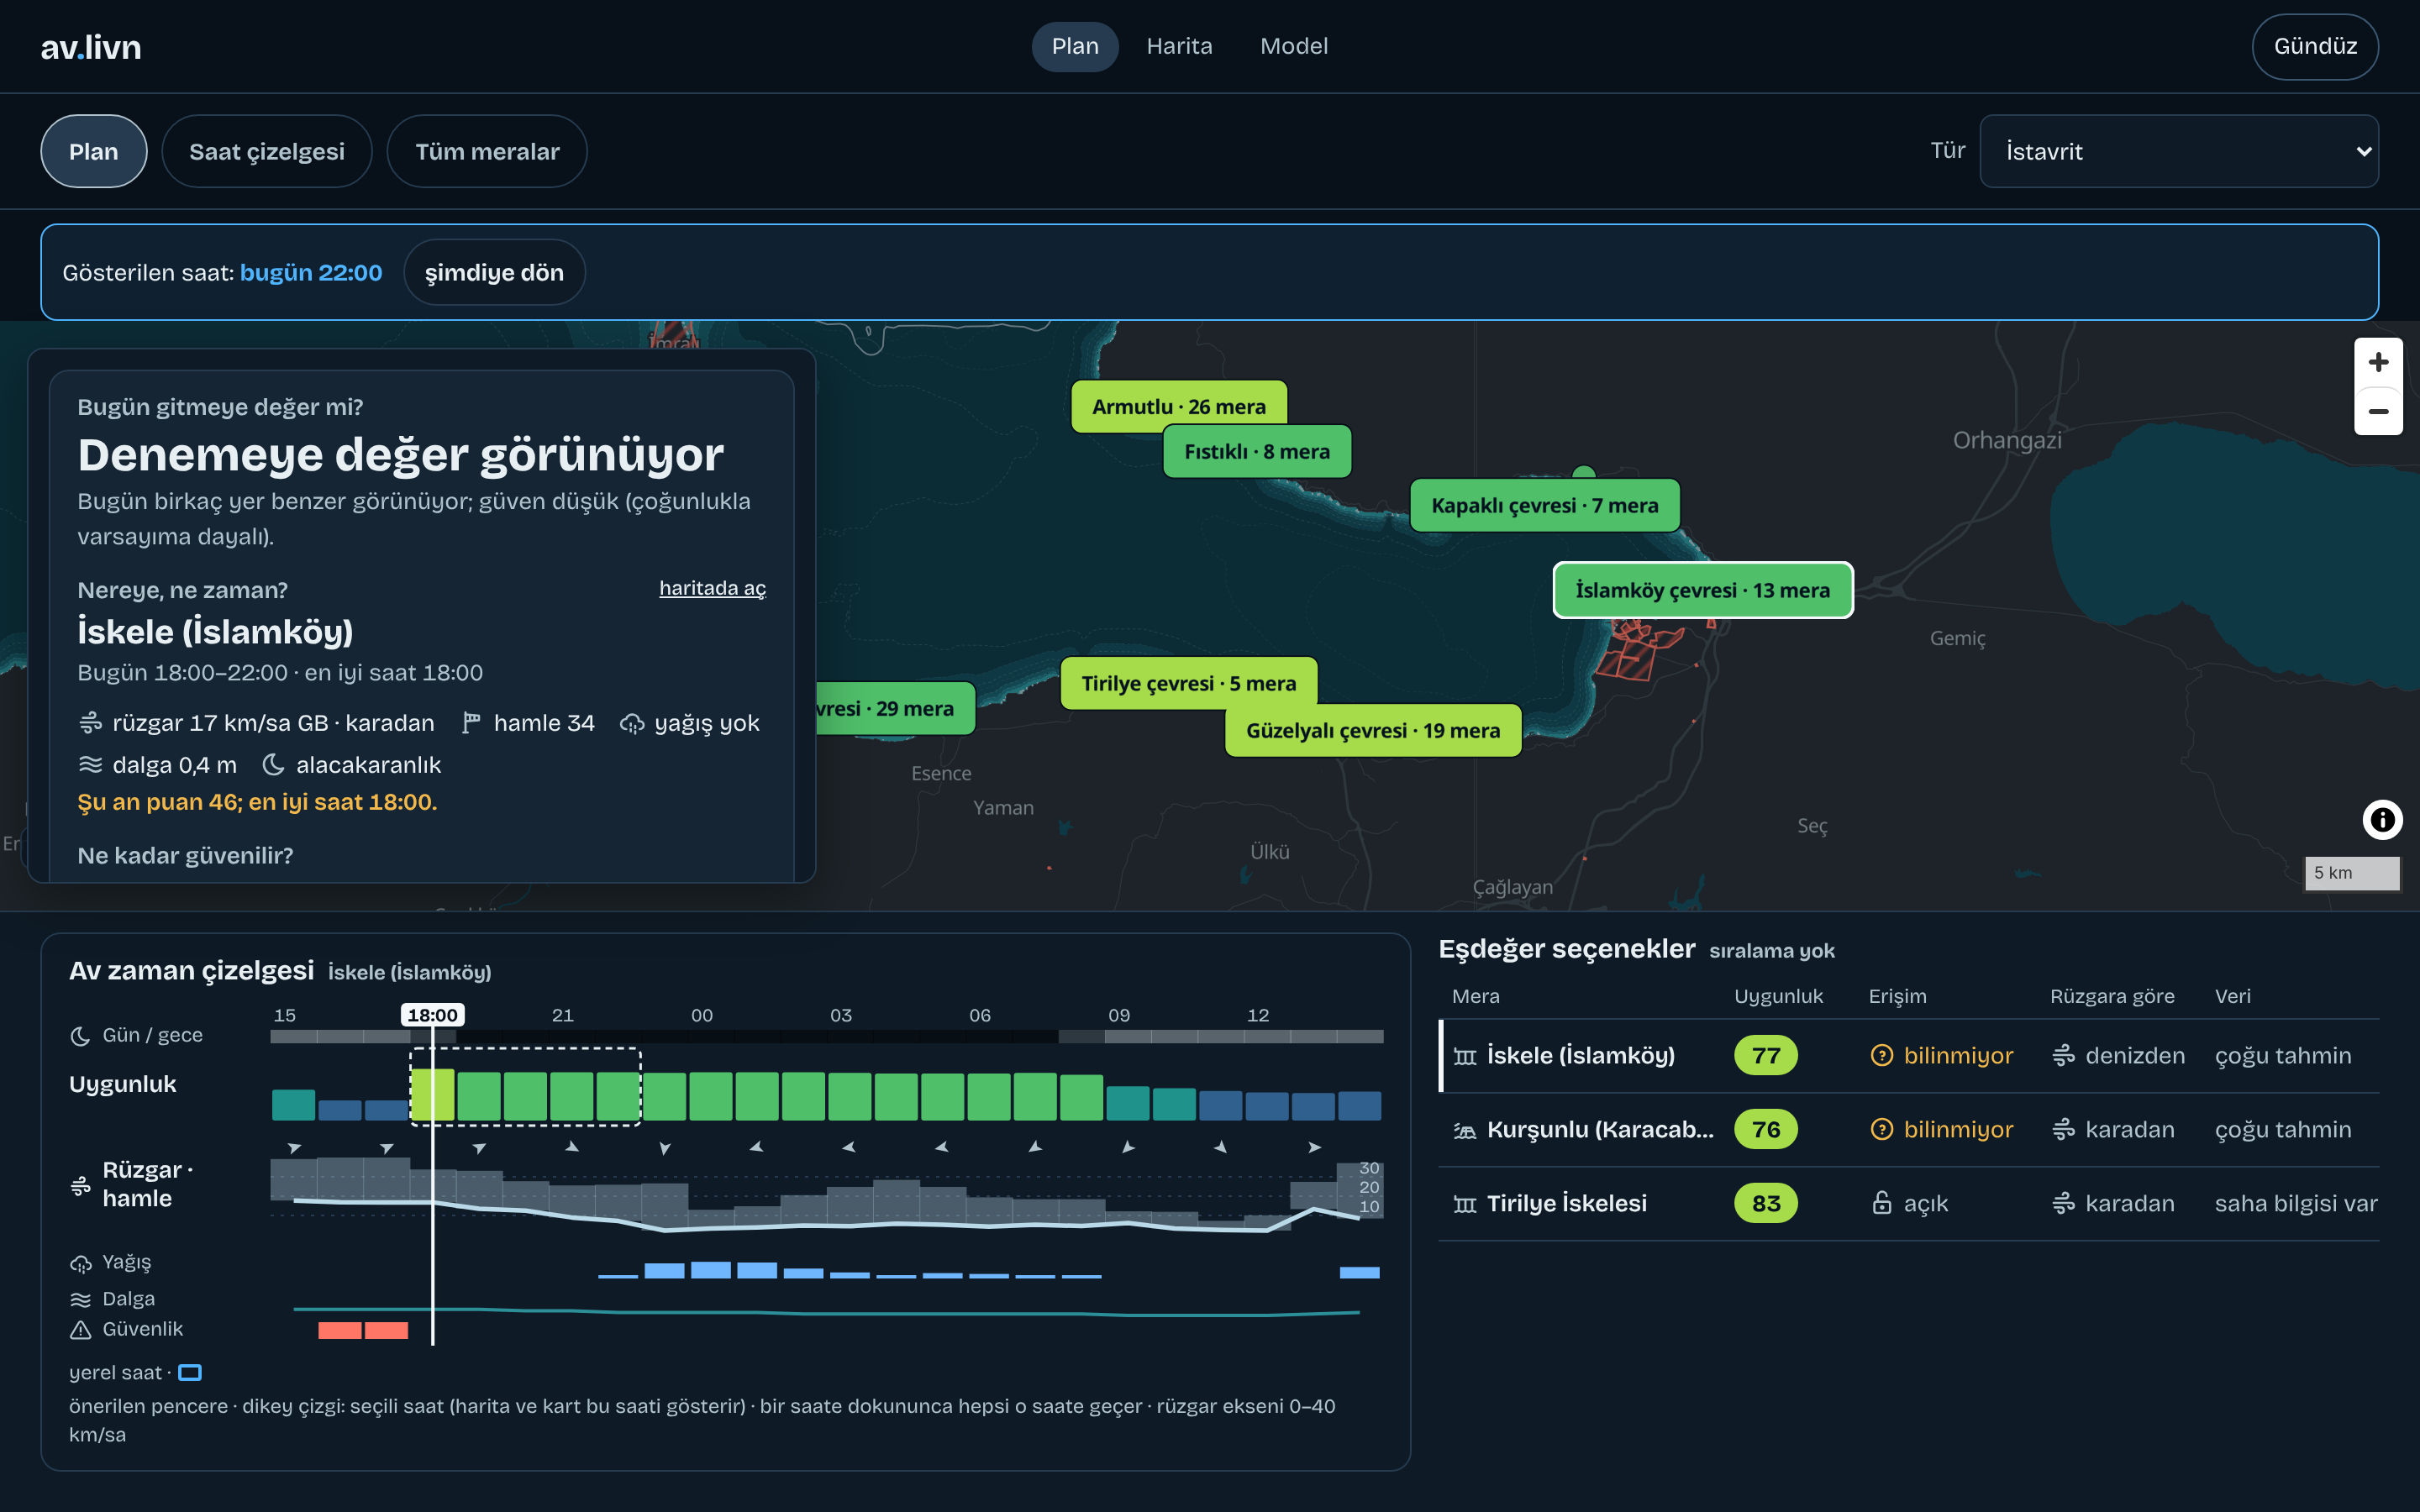 av.livn
Plan
Harita
Model
Gündüz
Plan
Saat çizelgesi
Tüm meralar
Tür
İstavrit
Gösterilen saat: bugün 22:00
şimdiye dön
İmralı
Bugün gitmeye değer mi?
Denemeye değer görünüyor
Bugün birkaç yer benzer görünüyor; güven düşük (çoğunlukla
varsayıma dayalı).
Nereye, ne zaman?
haritada aç
İskele (İslamköy)
Bugün 18:00–22:00 · en iyi saat 18:00
rüzgar 17 km/sa GB · karadan
hamle 34
yağış yok
dalga 0,4 m
alacakaranlık
Şu an puan 46; en iyi saat 18:00.
Ne kadar güvenilir?
Armutlu · 26 mera
Fıstıklı · 8 mera
Kapaklı çevresi · 7 mera
İslamköy çevresi · 13 mera
Tirilye çevresi · 5 mera
vresi · 29 mera
Güzelyalı çevresi · 19 mera
Orhangazi
Gemiç
Esence
Yaman
Ülkü
Seç
Çağlayan
Er
+
−
5 km
Av zaman çizelgesi İskele (İslamköy)
15
18:00
21
00
03
06
09
12
Gün / gece
Uygunluk
Rüzgar ·
hamle
30
20
10
Yağış
Dalga
Güvenlik
yerel saat ·
önerilen pencere · dikey çizgi: seçili saat (harita ve kart bu saati gösterir) · bir saate dokununca hepsi o saate geçer · rüzgar ekseni 0–40
km/sa
Eşdeğer seçenekler sıralama yok
Mera Uygunluk Erişim Rüzgara göre Veri
İskele (İslamköy) 77 bilinmiyor denizden çoğu tahmin
Kurşunlu (Karacab... 76 bilinmiyor karadan çoğu tahmin
Tirilye İskelesi 83 açık karadan saha bilgisi var